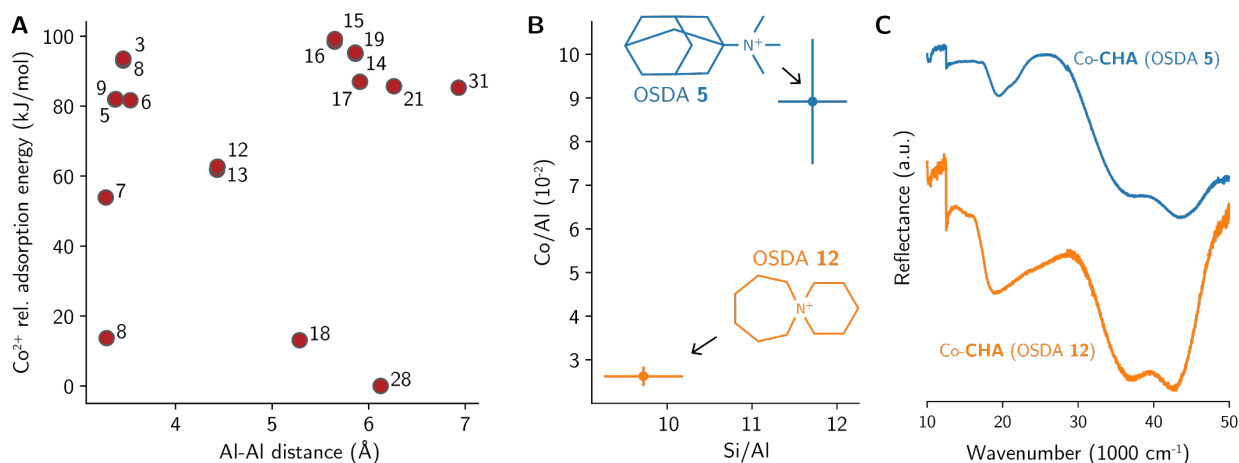 A
Co²⁺ rel. adsorption energy (kJ/mol)
100
80
60
40
20
0
3
8
9
5
6
7
8
12
13
15
16
19
14
17
21
31
18
28
4
5
6
7
Al-Al distance (Å)
B
Co/Al (10⁻²)
10
9
8
7
6
5
4
3
N⁺
OSDA 5
OSDA 12
N⁺
10
11
12
Si/Al
C
Reflectance (a.u.)
Co-CHA (OSDA 5)
Co-CHA (OSDA 12)
10
20
30
40
50
Wavenumber (1000 cm⁻¹)